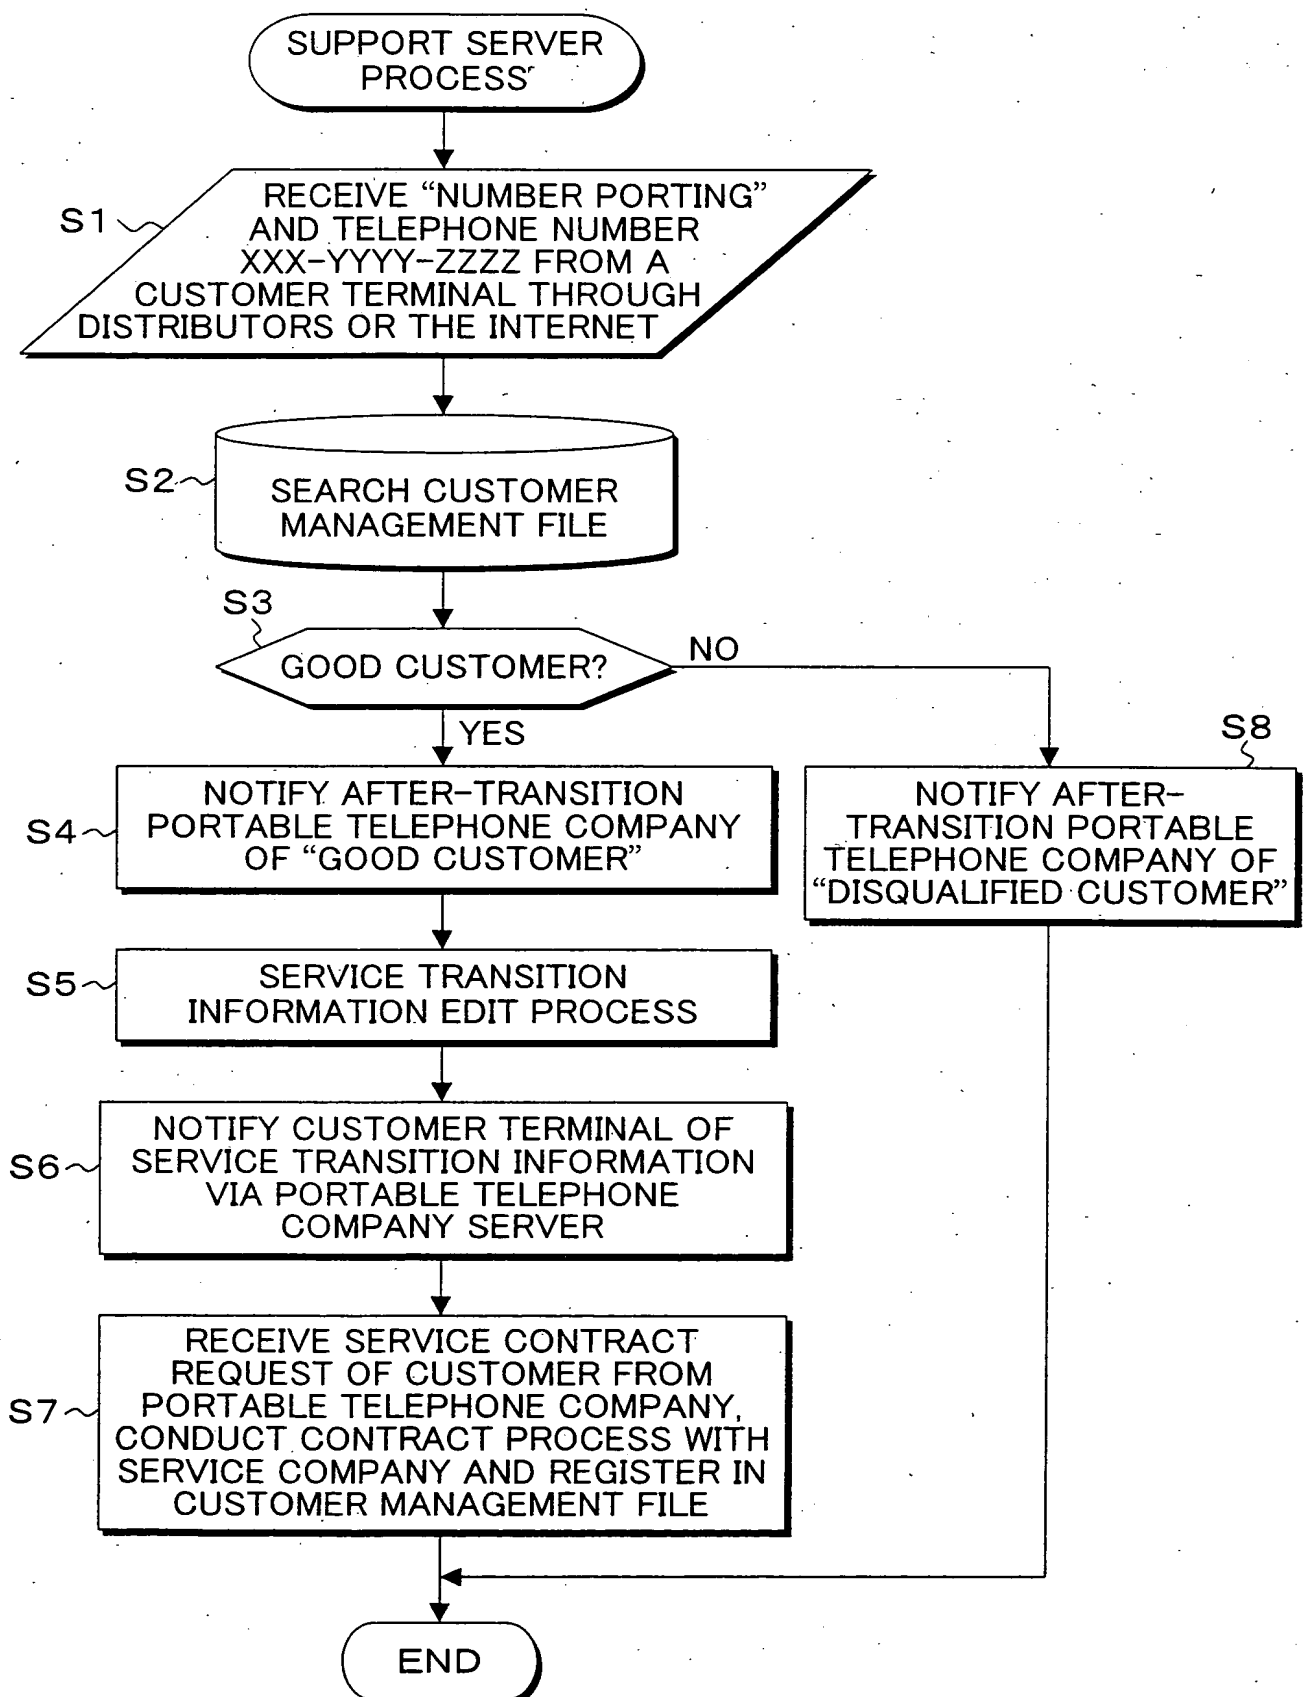 SUPPORT SERVER
PROCESS
S1
RECEIVE “NUMBER PORTING”
AND TELEPHONE NUMBER
XXX-YYYY-ZZZZ FROM A
CUSTOMER TERMINAL THROUGH
DISTRIBUTORS OR THE INTERNET
S2
SEARCH CUSTOMER
MANAGEMENT FILE
S3
GOOD CUSTOMER?
NO
YES
S4
NOTIFY AFTER-TRANSITION
PORTABLE TELEPHONE COMPANY
OF “GOOD CUSTOMER”
S8
NOTIFY AFTER-
TRANSITION PORTABLE
TELEPHONE COMPANY OF
“DISQUALIFIED CUSTOMER”
S5
SERVICE TRANSITION
INFORMATION EDIT PROCESS
S6
NOTIFY CUSTOMER TERMINAL OF
SERVICE TRANSITION INFORMATION
VIA PORTABLE TELEPHONE
COMPANY SERVER
S7
RECEIVE SERVICE CONTRACT
REQUEST OF CUSTOMER FROM
PORTABLE TELEPHONE COMPANY,
CONDUCT CONTRACT PROCESS WITH
SERVICE COMPANY AND REGISTER IN
CUSTOMER MANAGEMENT FILE
END